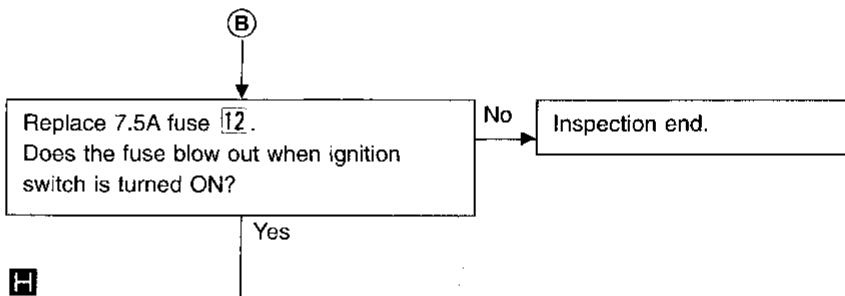 B
Replace 7.5A fuse 12.
Does the fuse blow out when ignition
switch is turned ON?
No
Inspection end.
Yes
H